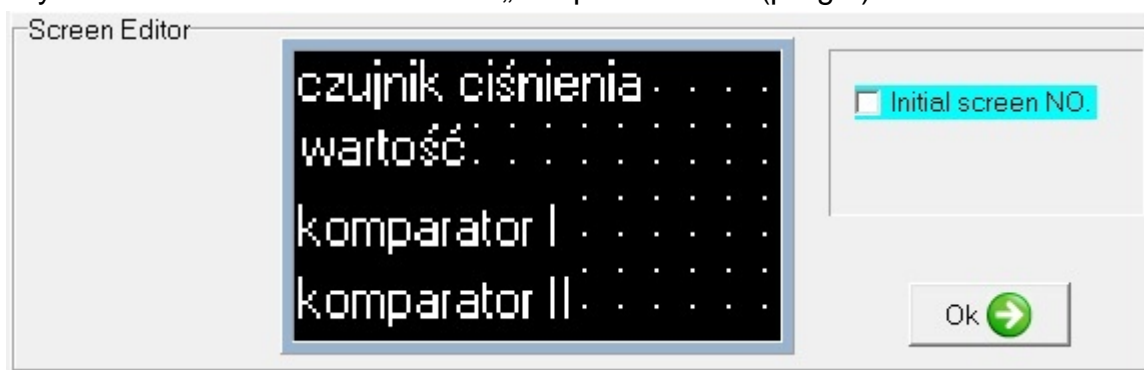 Screen Editor
czujnik ciśnienia
wartość
komparator I
komparator II
Initial screen NO.
Ok